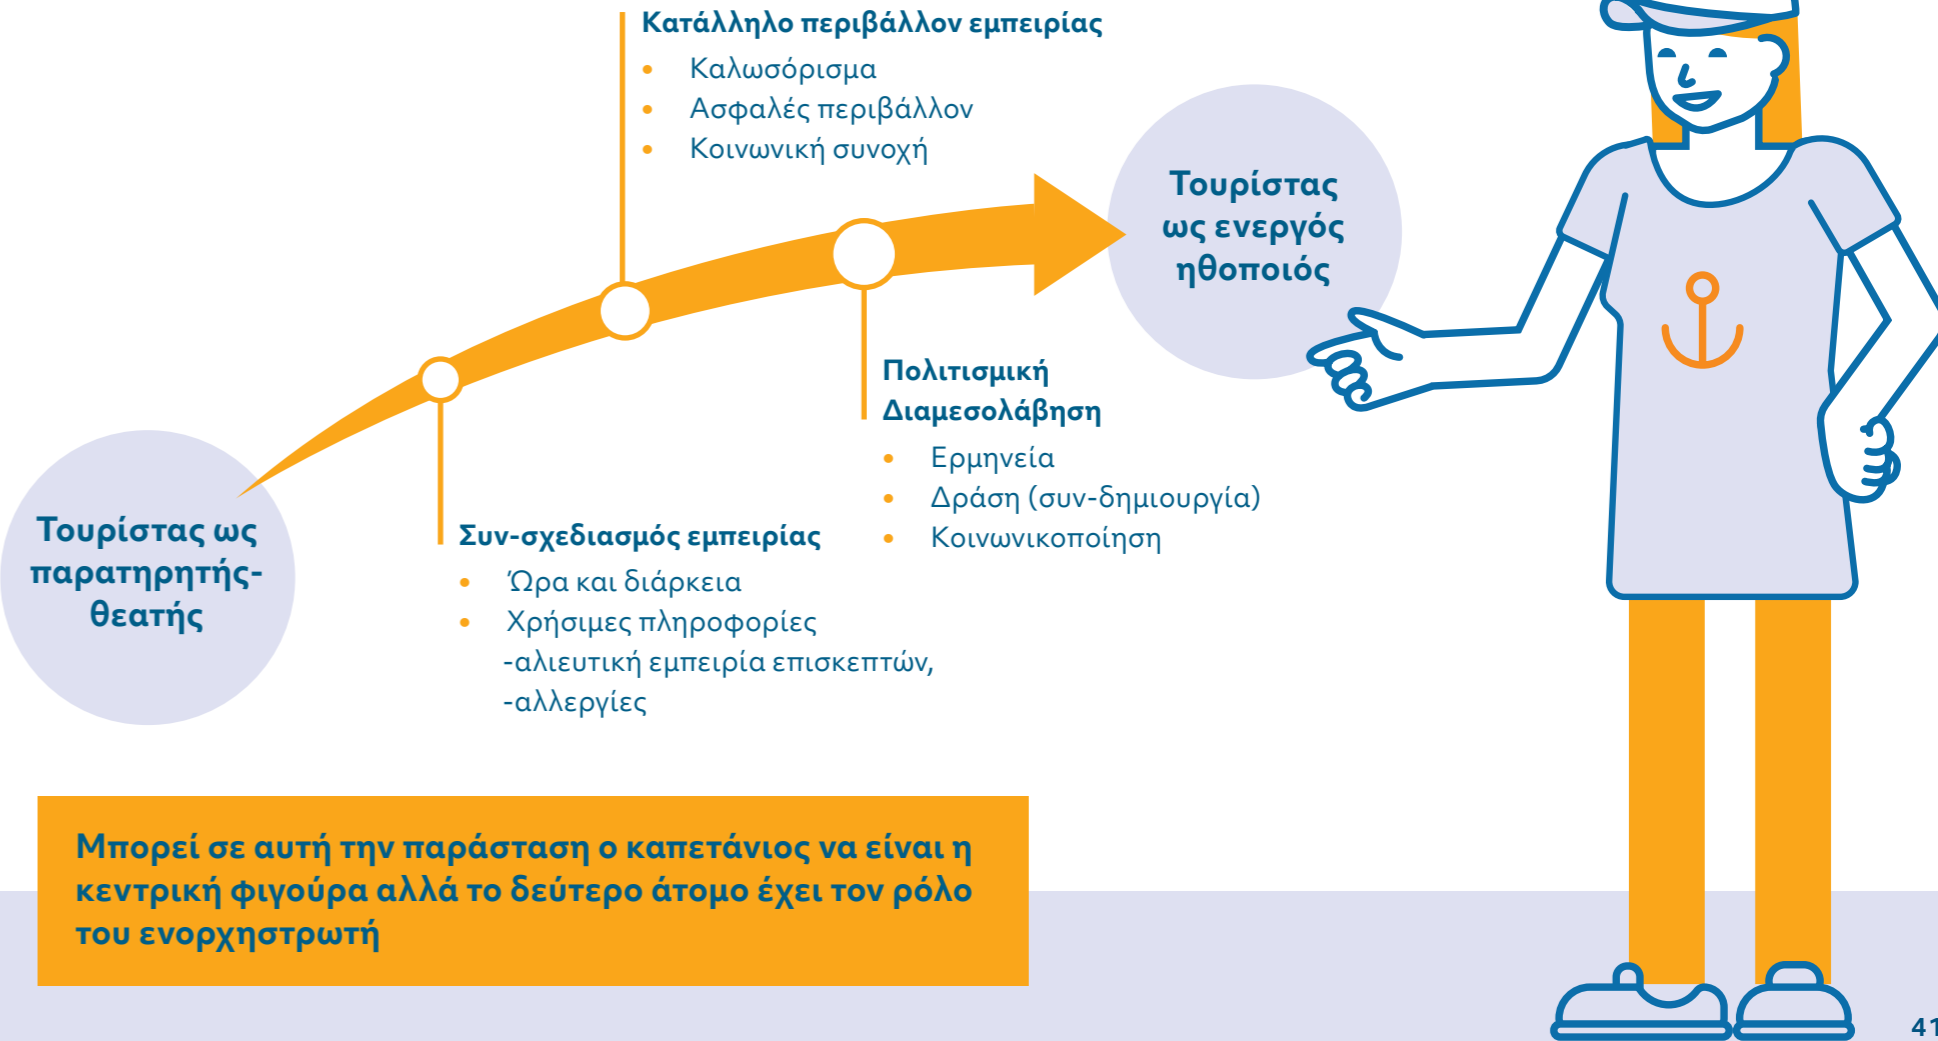 Κατάλληλο περιβάλλον εμπειρίας
• Καλωσόρισμα
• Ασφαλές περιβάλλον
• Κοινωνική συνοχή
Τουρίστας
ως ενεργός
ηθοποιός
Πολιτισμική
Διαμεσολάβηση
• Ερμηνεία
• Δράση (συν-δημιουργία)
• Κοινωνικοποίηση
Τουρίστας ως
παρατηρητής-
θεατής
Συν-σχεδιασμός εμπειρίας
• Ώρα και διάρκεια
• Χρήσιμες πληροφορίες
-αλιευτική εμπειρία επισκεπτών,
-αλλεργίες
Μπορεί σε αυτή την παράσταση ο καπετάνιος να είναι η
κεντρική φιγούρα αλλά το δεύτερο άτομο έχει τον ρόλο
του ενορχηστρωτή
41